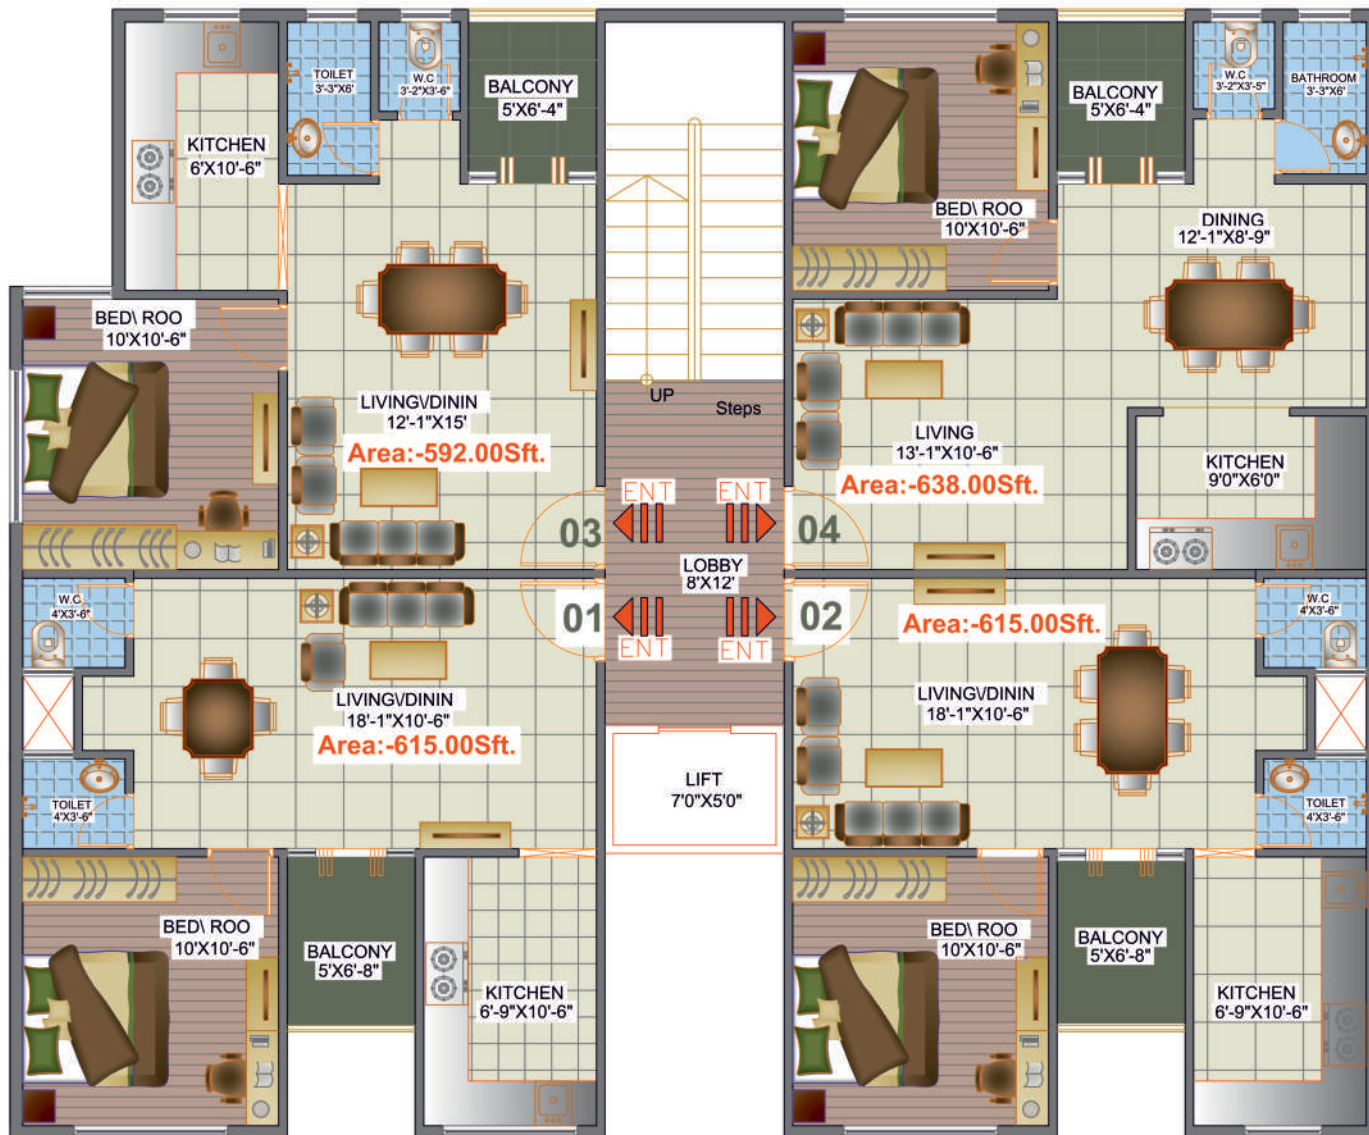 TOILET
3'-3"X6'
W.C
3'-2"X3'-6"
BALCONY
5'X6'-4"
KITCHEN
6'X10'-6"
BED\ ROO
10'X10'-6"
LIVING\/DININ
12'-1"X15'
Area:-592.00Sft.
03
ENT
UP
Steps
BED\ ROO
10'X10'-6"
BALCONY
5'X6'-4"
W.C
3'-2"X3'-5"
BATHROOM
3'-3"X6'
DINING
12'-1"X8'-9"
LIVING
13'-1"X10'-6"
Area:-638.00Sft.
KITCHEN
9'0"X6'0"
ENT
04
LOBBY
8'X12'
W.C
4'X3'-6"
01
ENT
LIVING\/DININ
18'-1"X10'-6"
Area:-615.00Sft.
TOILET
4'X3'-6"
BED\ ROO
10'X10'-6"
BALCONY
5'X6'-8"
KITCHEN
6'-9"X10'-6"
LIFT
7'0"X5'0"
ENT
02
Area:-615.00Sft.
W.C
4'X3'-6"
LIVING\/DININ
18'-1"X10'-6"
TOILET
4'X3'-6"
BED\ ROO
10'X10'-6"
BALCONY
5'X6'-8"
KITCHEN
6'-9"X10'-6"